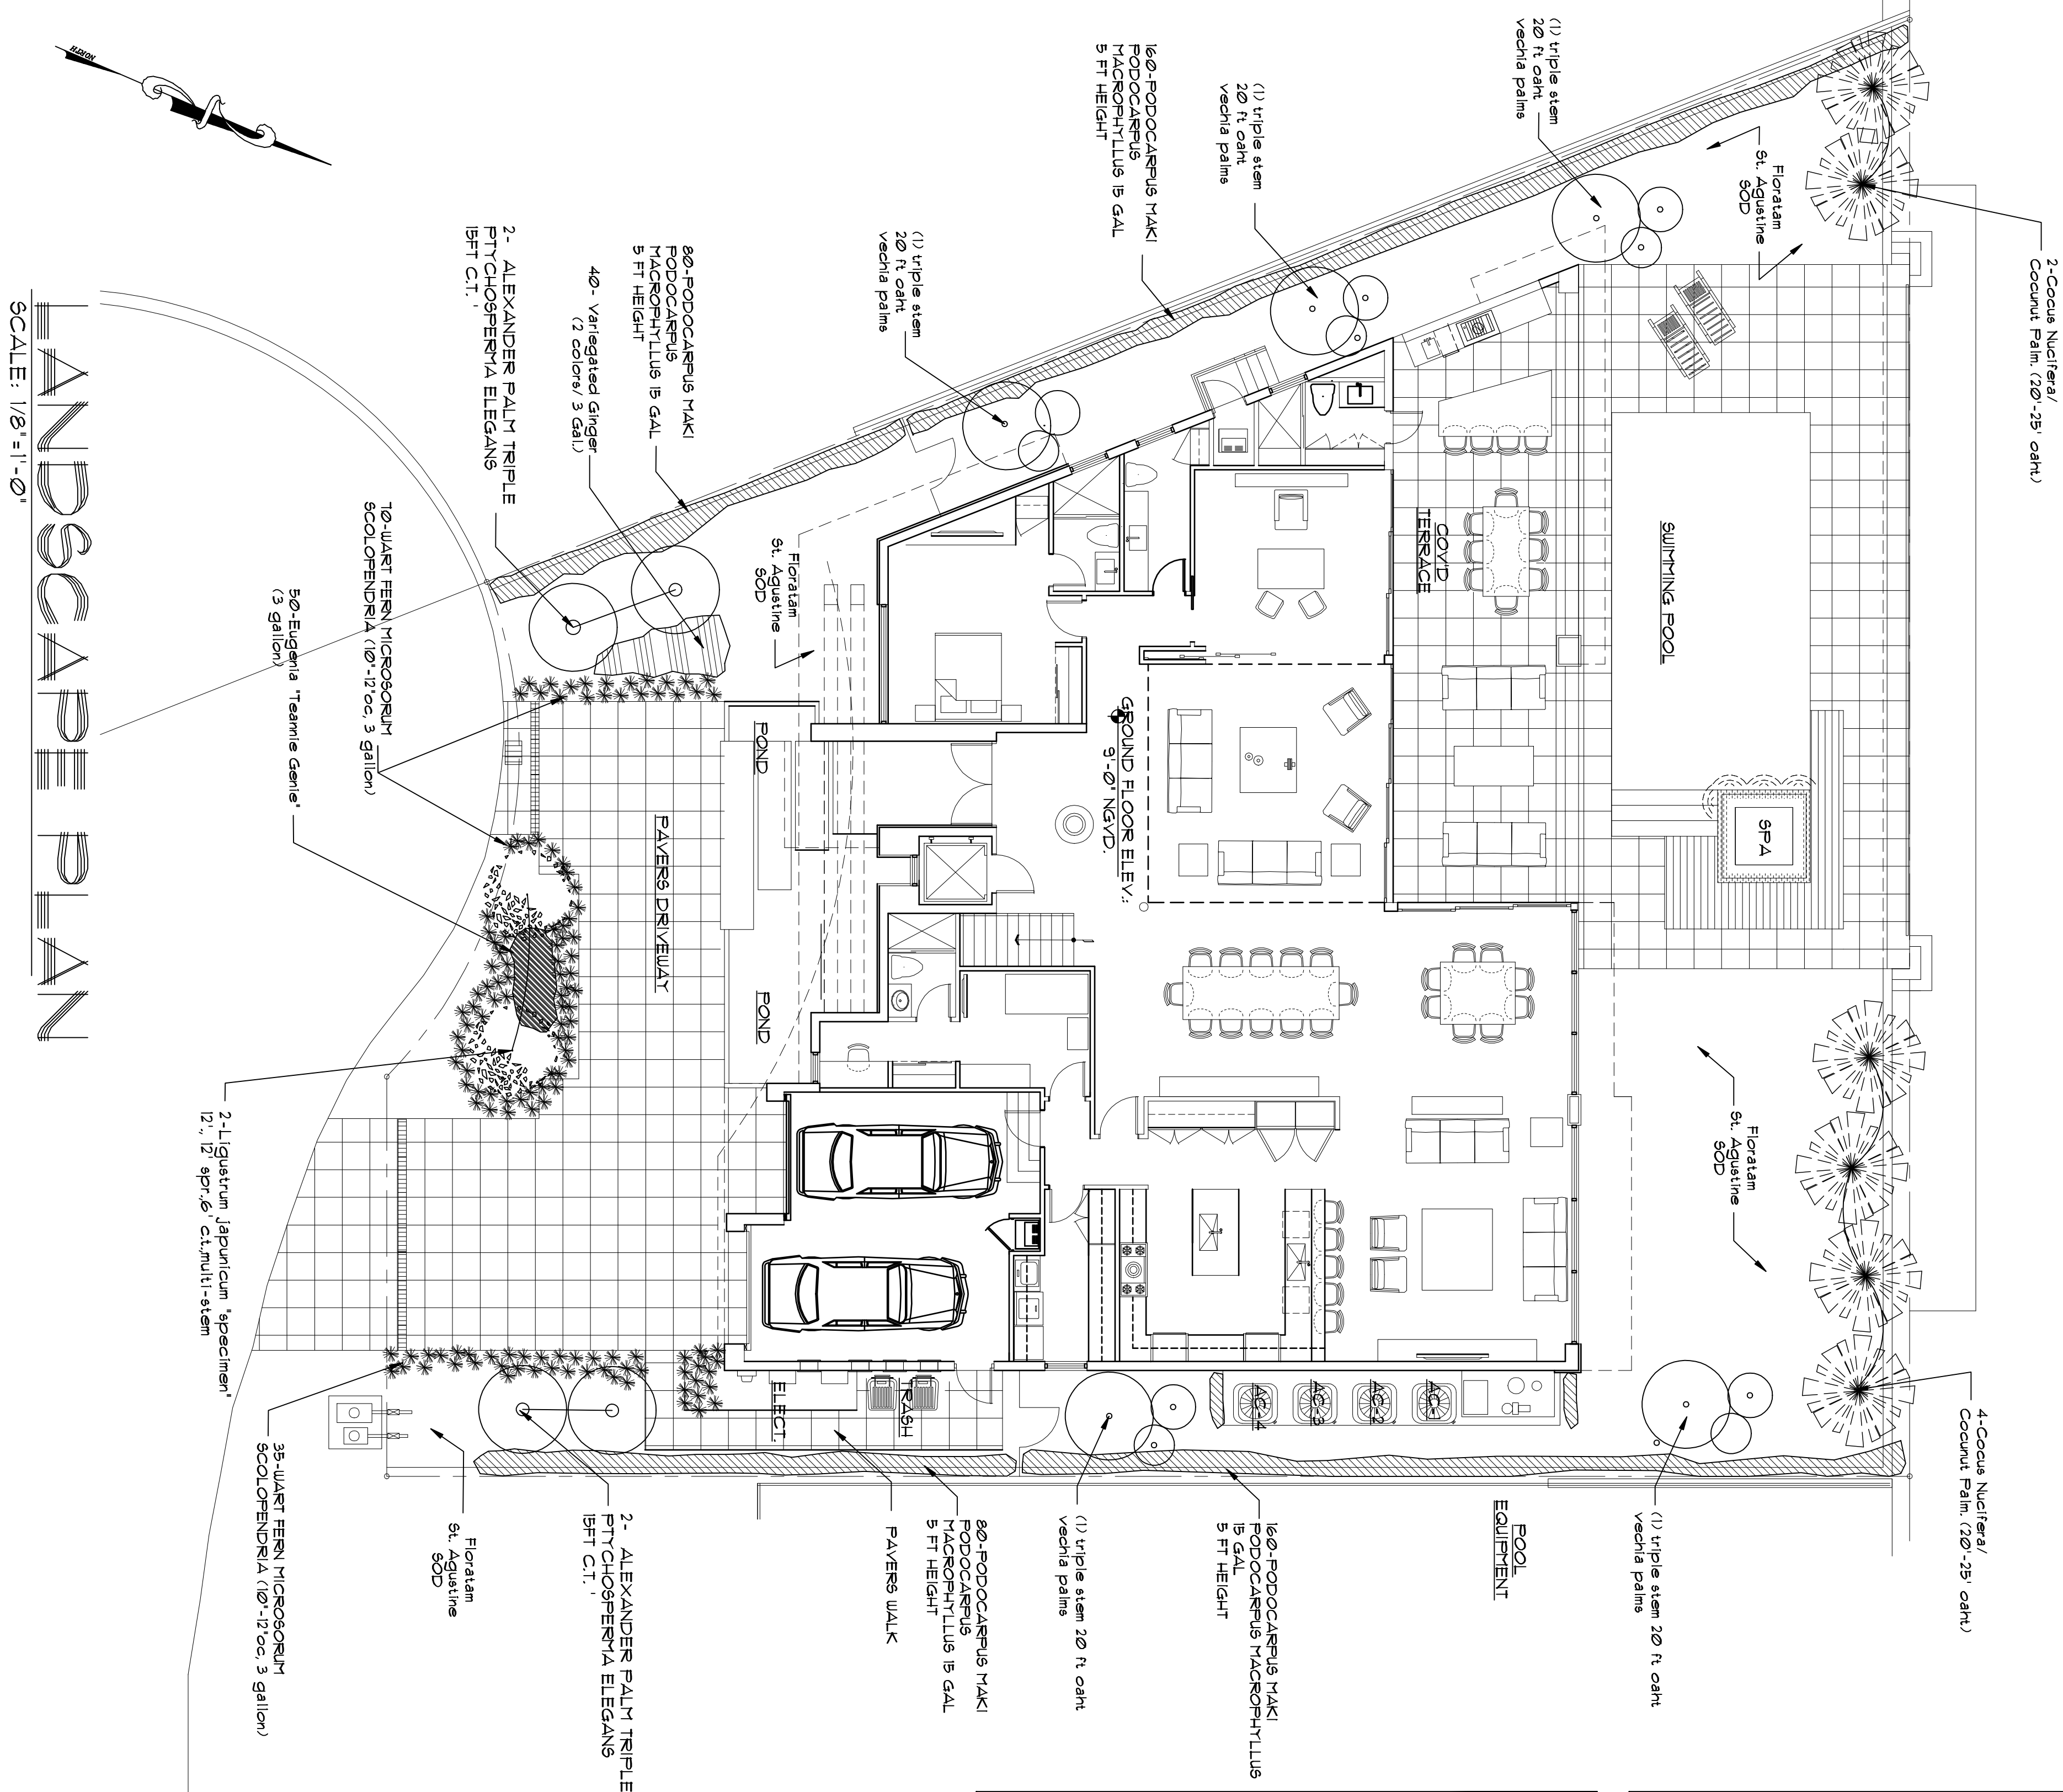 LANDSCAPE PLAN
SCALE: 1/8"=1'-0"
NORTH
2-Cocus Nucifera/
Cocunut Palm. (20'-25' oaht.)
(1) triple stem
20 ft oaht
vechia palms
Floratam
St. Agustine
SOD
(1) triple stem
20 ft oaht
vechia palms
160-PODOCARPUS MAKI
PODOCARPUS
MACROPHYLLUS 15 GAL
5 FT HEIGHT
(1) triple stem
20 ft oaht
vechia palms
80-PODOCARPUS MAKI
PODOCARPUS
MACROPHYLLUS 15 GAL
5 FT HEIGHT
40- Variegated Ginger
(2 colors/ 3 Gal.)
2- ALEXANDER PALM TRIPLE
PTYCHOSPERMA ELEGANS
15FT C.T. '
70-WART FERN MICROSORUM
SCOLOPENDRIA (10"-12"oc, 3 gallon)
50-Eugenia "Teannie Genie"
(3 gallon)
Floratam
St. Agustine
SOD
SWIMMING POOL
COV'D
TERRACE
SPA
GROUND FLOOR ELEV.:
9'-0" NGVD.
POND
PAVERS DRIVEWAY
POND
Floratam
St. Agustine
SOD
2-Ligustrum japunicum "specimen"
12', 12' spr,6' c.t,multi-stem
ELECT.
TRASH
AC-4
AC-3
AC-2
AC-1
4-Cocus Nucifera/
Cocunut Palm. (20'-25' oaht.)
(1) triple stem 20 ft oaht
vechia palms
POOL
EQUIPMENT
160-PODOCARPUS MAKI
PODOCARPUS MACROPHYLLUS
15 GAL
5 FT HEIGHT
(1) triple stem 20 ft oaht
vechia palms
80-PODOCARPUS MAKI
PODOCARPUS
MACROPHYLLUS 15 GAL
5 FT HEIGHT
PAVERS WALK
2- ALEXANDER PALM TRIPLE
PTYCHOSPERMA ELEGANS
15FT C.T. '
Floratam
St. Agustine
SOD
35-WART FERN MICROSORUM
SCOLOPENDRIA (10"-12"oc, 3 gallon)